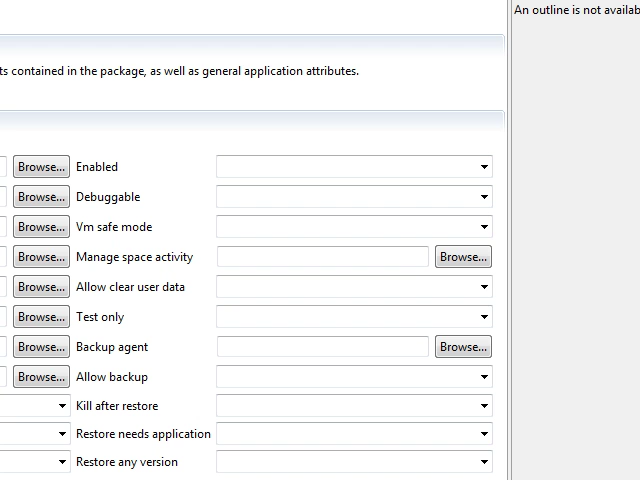 An outline is not availab
ts contained in the package, as well as general application attributes.
Browse... Enabled
Browse... Debuggable
Browse... Vm safe mode
Browse... Manage space activity Browse...
Browse... Allow clear user data
Browse... Test only
Browse... Backup agent Browse...
Browse... Allow backup
Kill after restore
Restore needs application
Restore any version